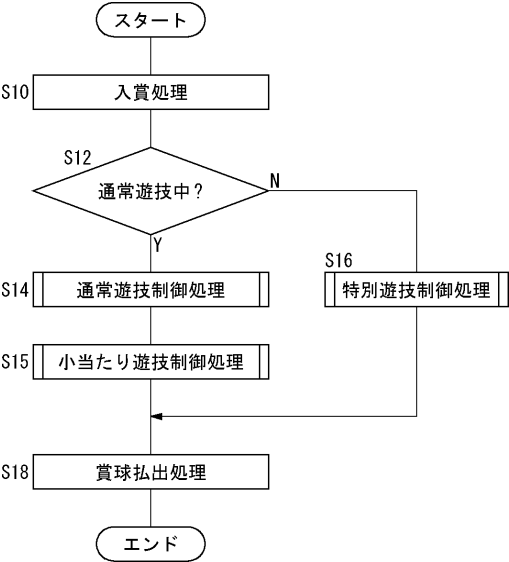 スタート
S10
入賞処理
S12
通常遊技中？
N
Y
S16
S14
通常遊技制御処理
特別遊技制御処理
S15
小当たり遊技制御処理
S18
賞球払出処理
エンド